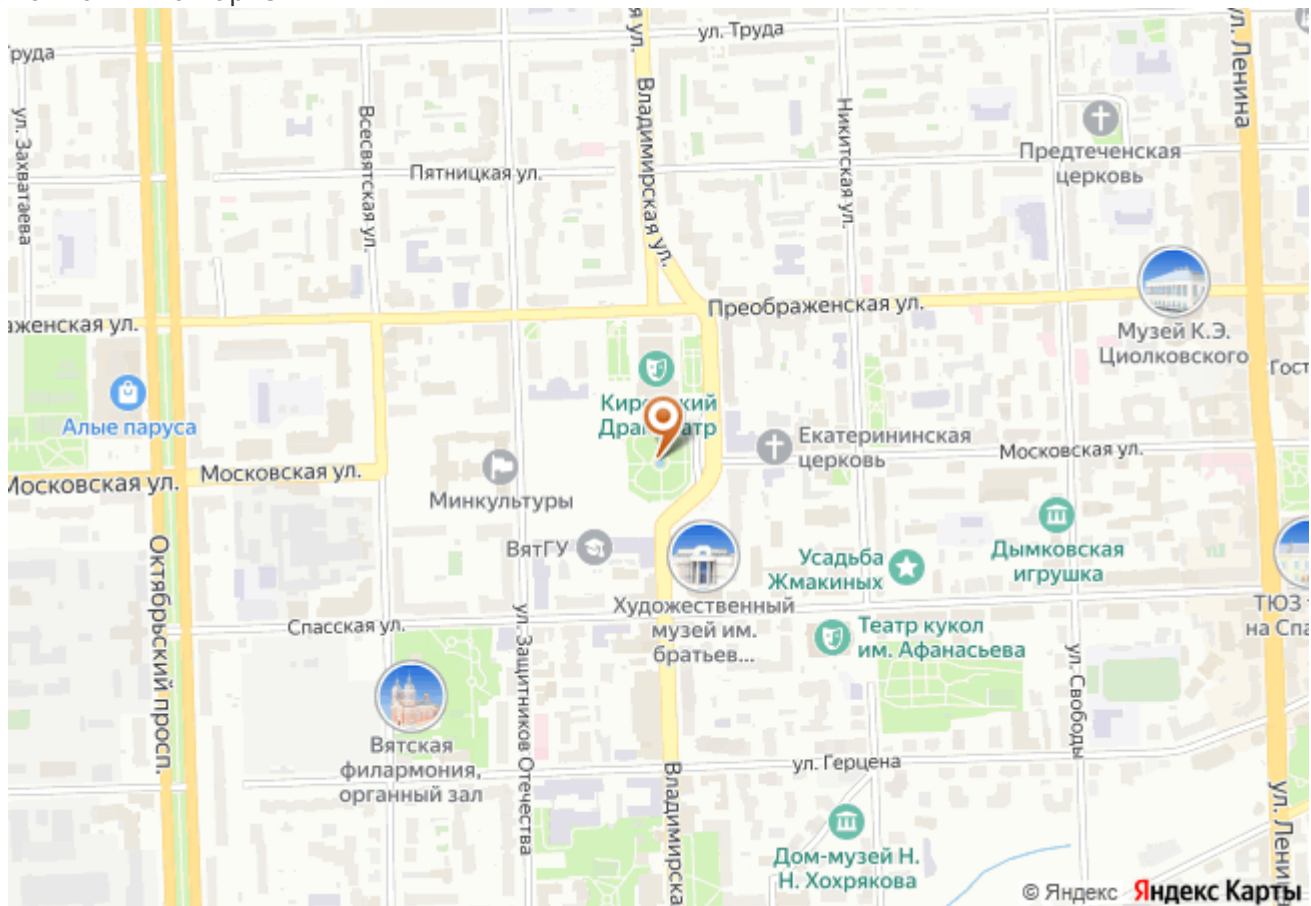 ул. Труда
руда
ул. Ленина
ул. Захватаева
Всесвятская ул.
Владимирская ул.
Никитская ул.
Пятницкая ул.
Предтеченская
церковь
Преображенская ул.
аженская ул.
Музей К.Э.
Циолковского
Гост
Алые паруса
Екатерининская
церковь
Московская ул.
Московская ул.
Московская ул.
Минкультуры
ВятГУ
Усадьба
Жмакиных
Дымковская
игрушка
Октябрьский просп.
Художественный
музей им.
братьев...
ТЮЗ
на Спа
Спасская ул.
Театр кукол
им. Афанасьева
ул. Защитников Отечества
ул. Свободы
Вятская
филармония,
органный зал
ул. Герцена
Владимирска
ул. Ленин
Дом-музей Н.
Н. Хохрякова
© Яндекс Яндекс Карты